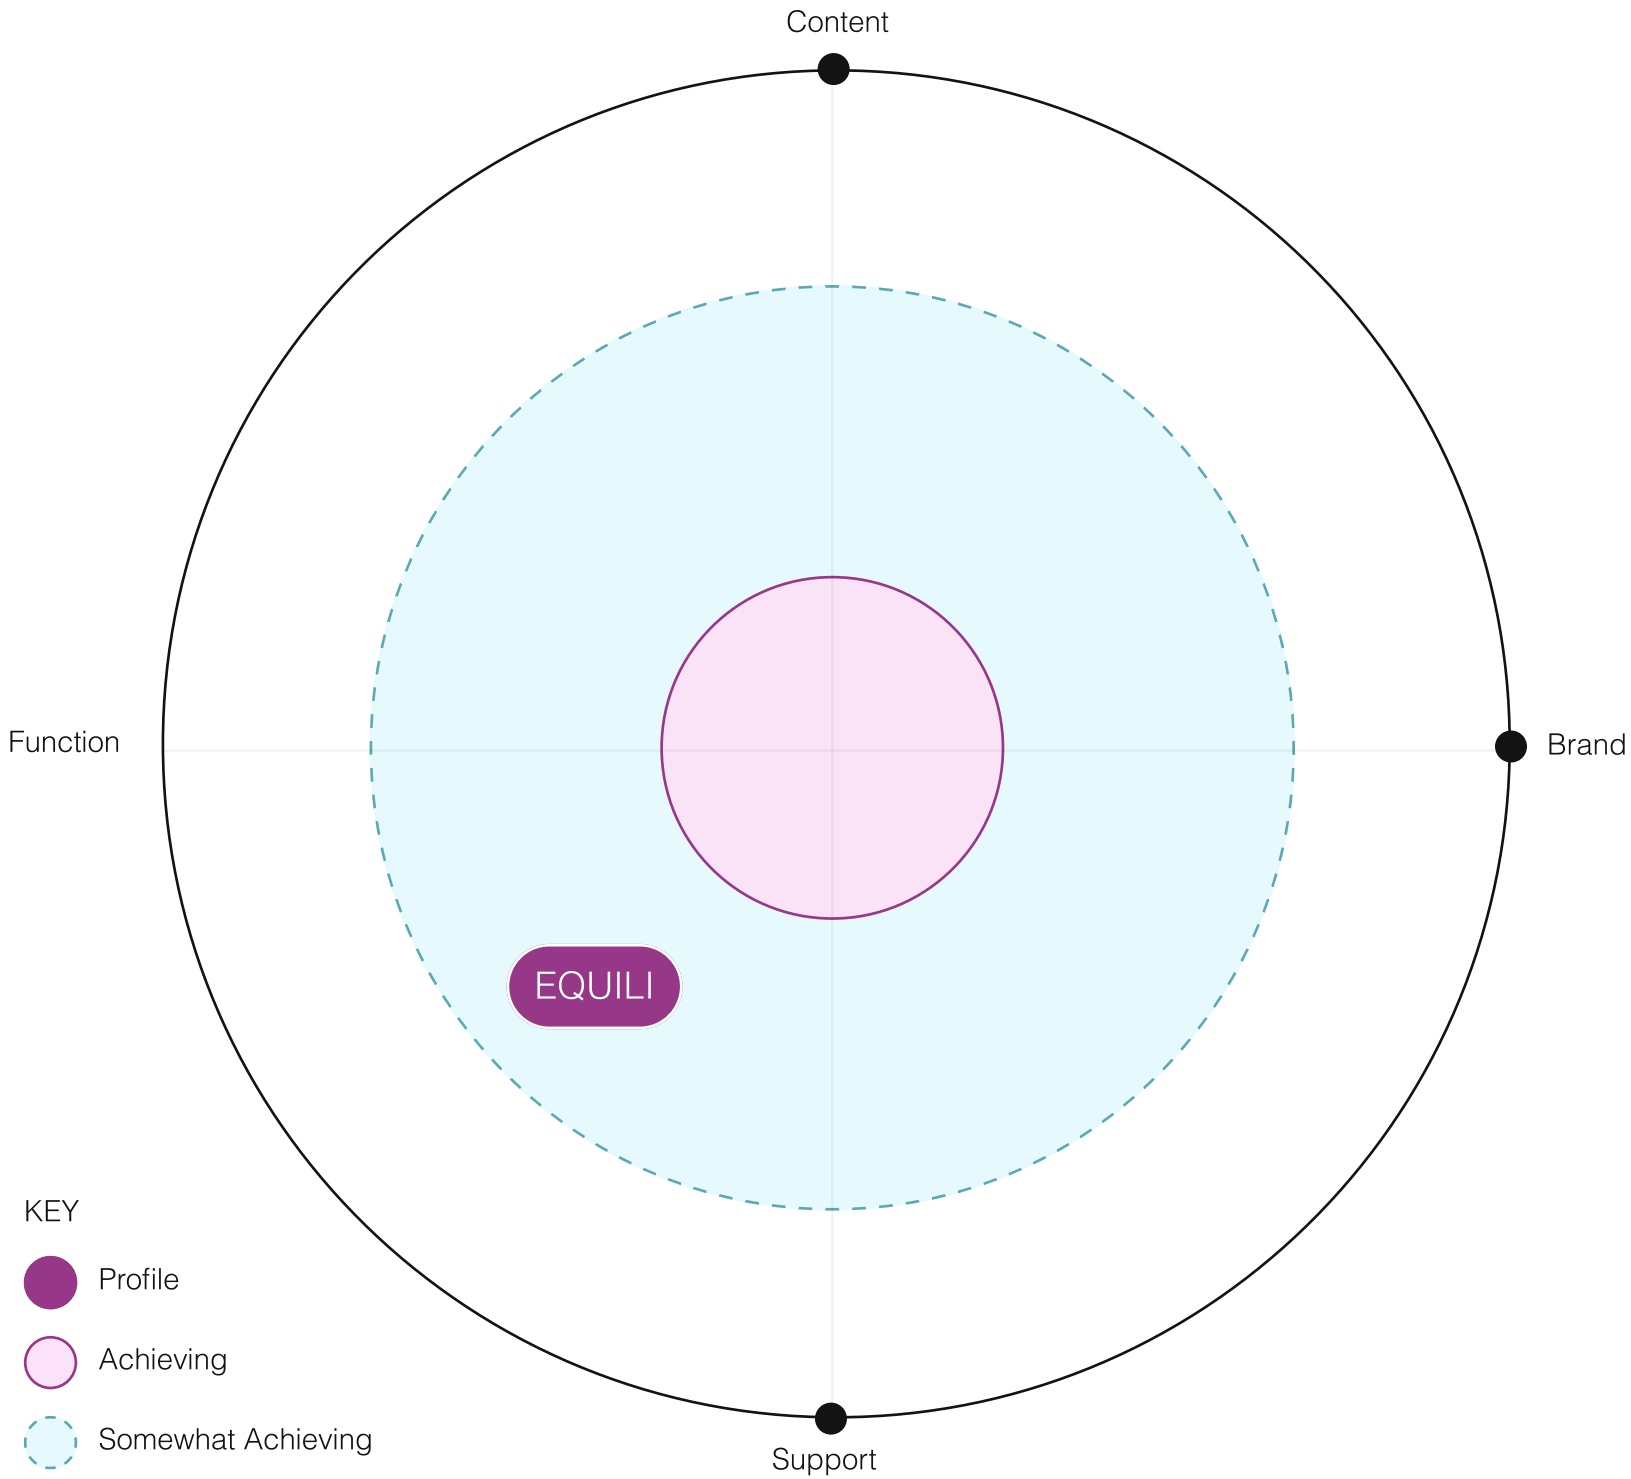 Content
Function
Brand
EQUILI
KEY
Profile
Achieving
Somewhat Achieving
Support